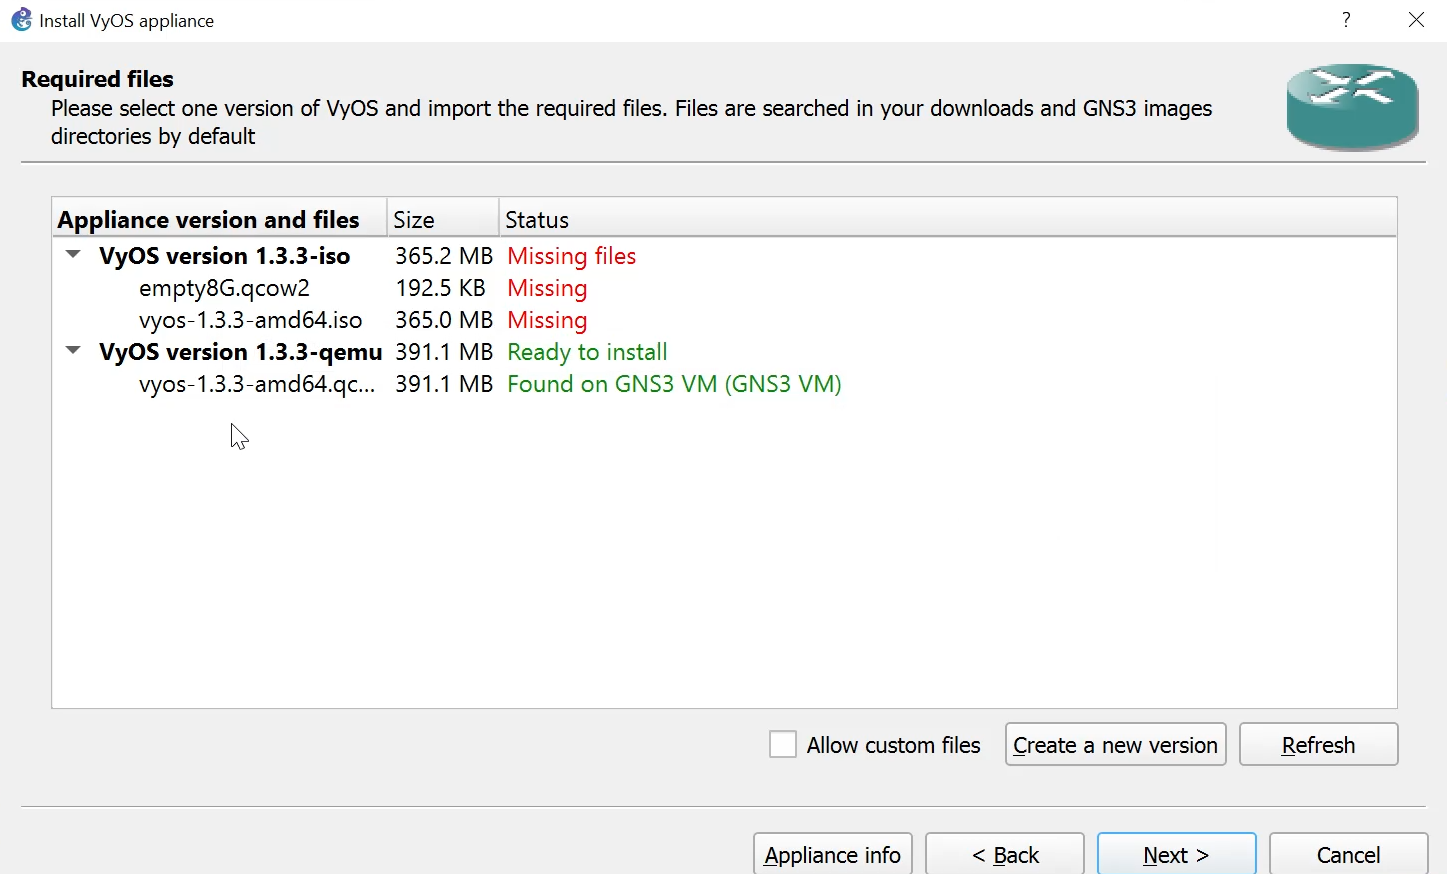 Install VyOS appliance
?
Required files
Please select one version of VyOS and import the required files. Files are searched in your downloads and GNS3 images
directories by default
Appliance version and files Size Status
VyOS version 1.3.3-iso 365.2 MB Missing files
empty8G.qcow2 192.5 KB Missing
vyos-1.3.3-amd64.iso 365.0 MB Missing
VyOS version 1.3.3-qemu 391.1 MB Ready to install
vyos-1.3.3-amd64.qc... 391.1 MB Found on GNS3 VM (GNS3 VM)
Allow custom files Create a new version Refresh
Appliance info < Back Next > Cancel